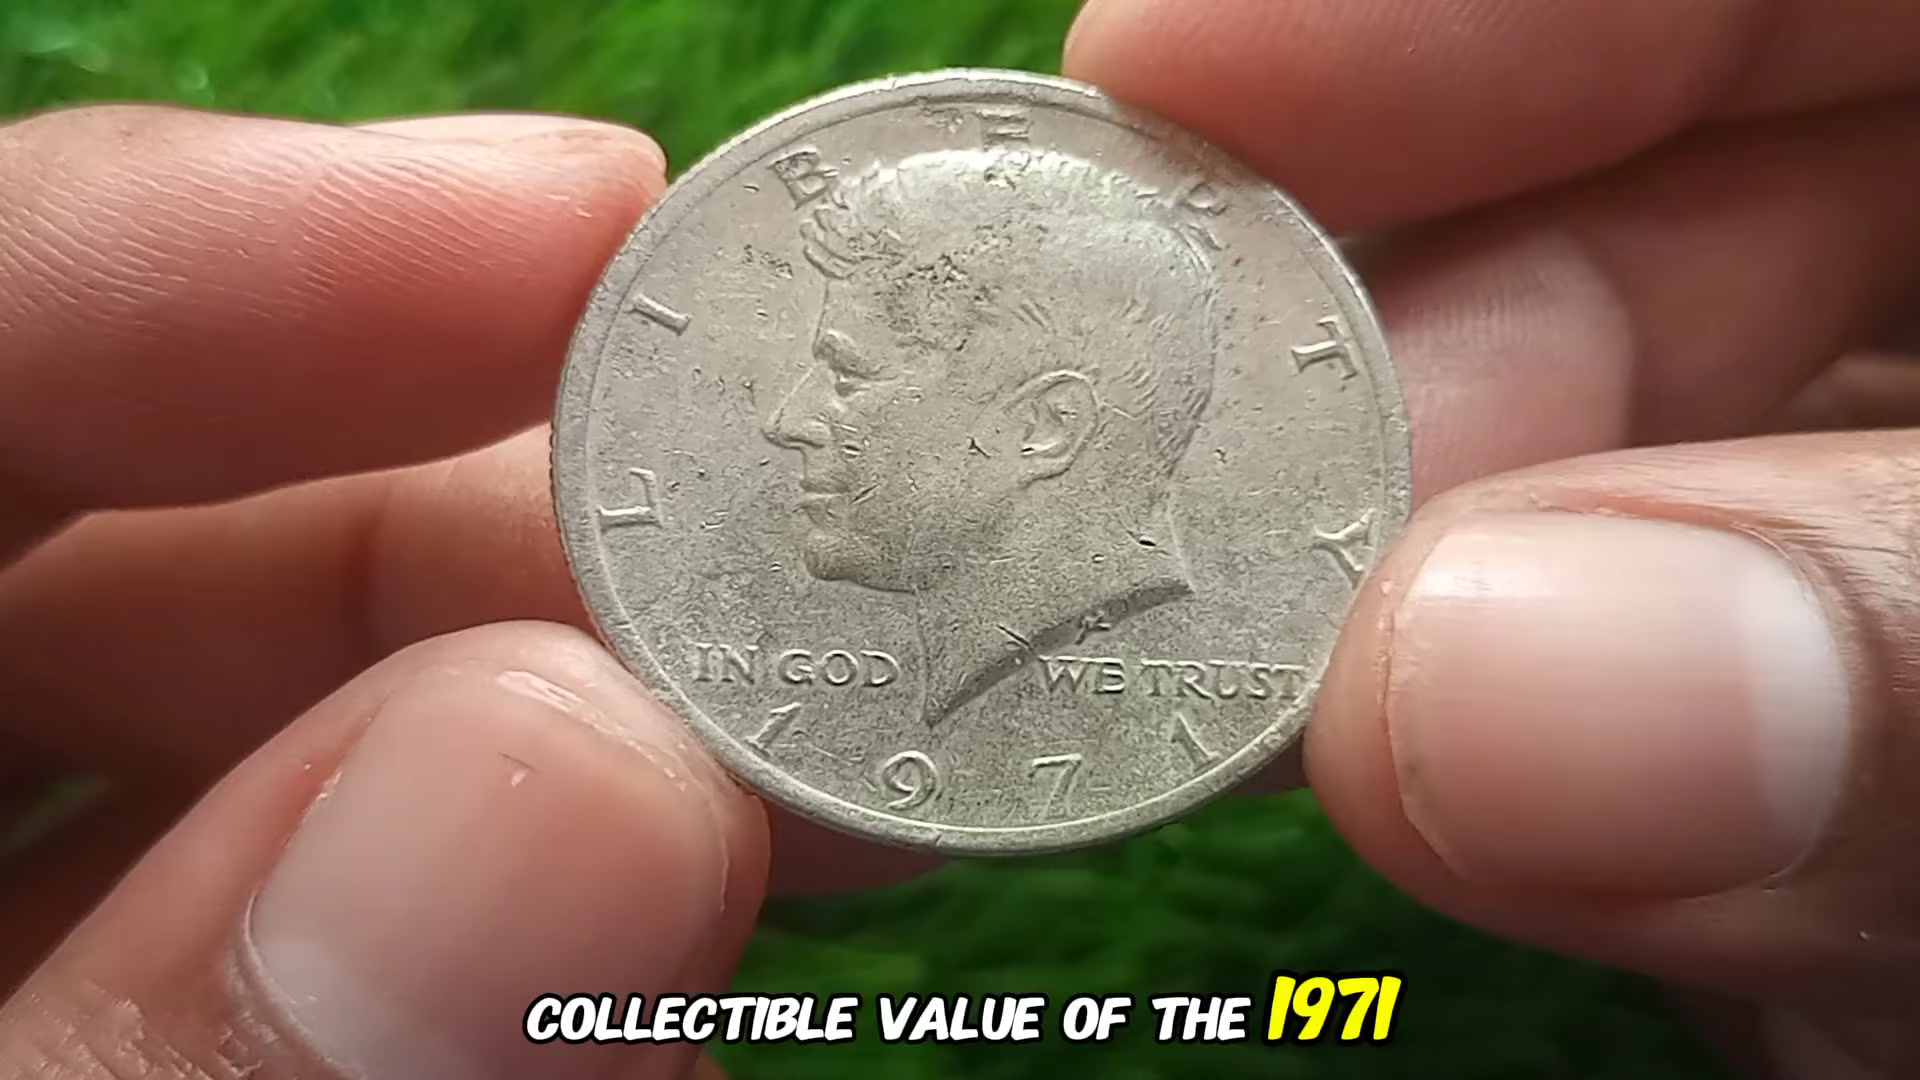 LIBERTY
IN GOD WE TRUST
1971
COLLECTIBLE VALUE OF THE 1971